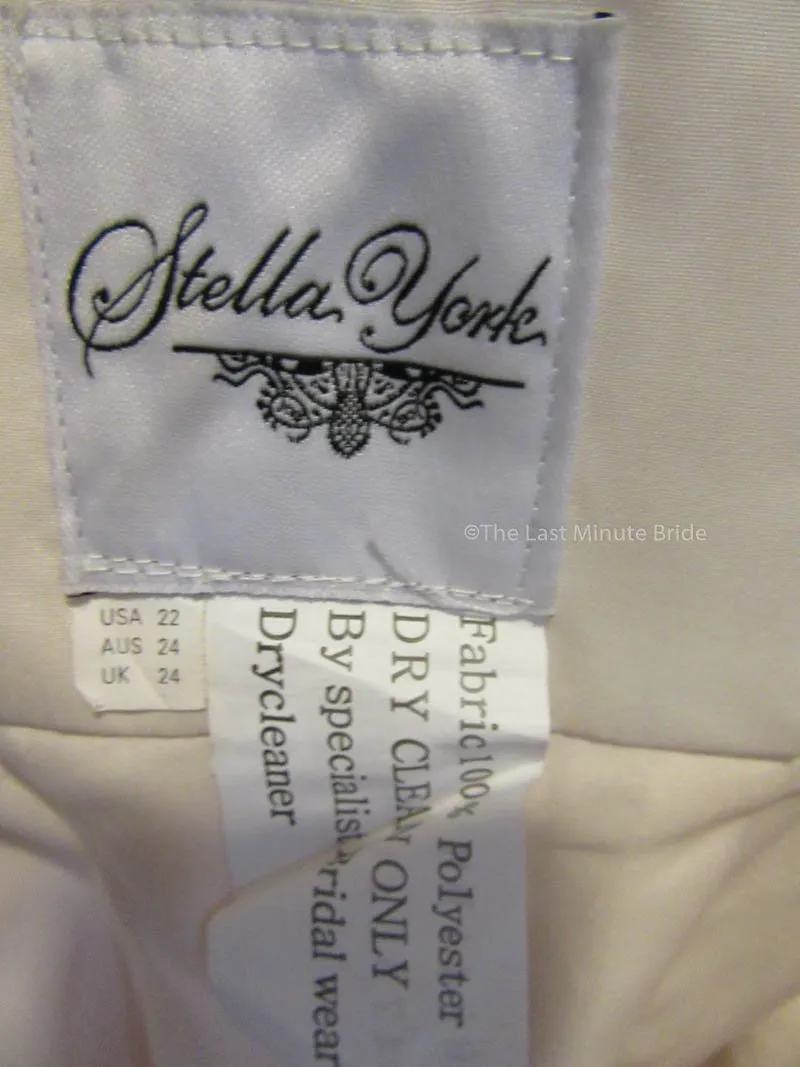 Stella York
©The Last Minute Bride
USA 22
AUS 24
UK 24
Fabric100% Polyester
DRY CLEAN ONLY
By specialist bridal wear
Drycleaner